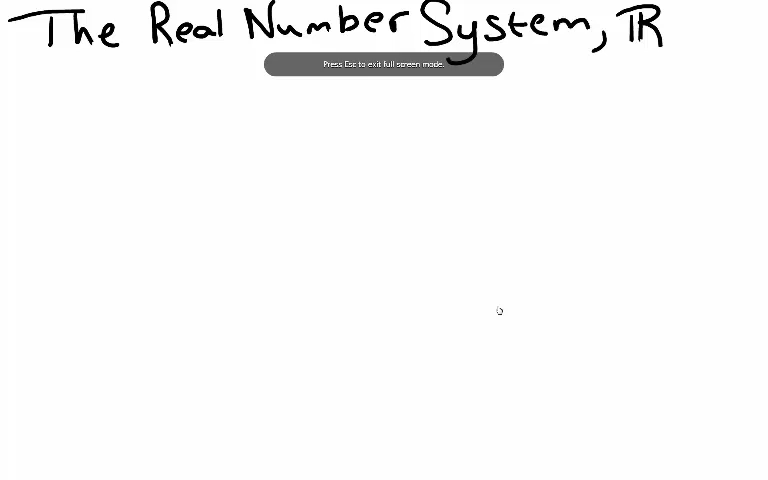 The Real Number System, ℝ
Press Esc to exit full screen mode.